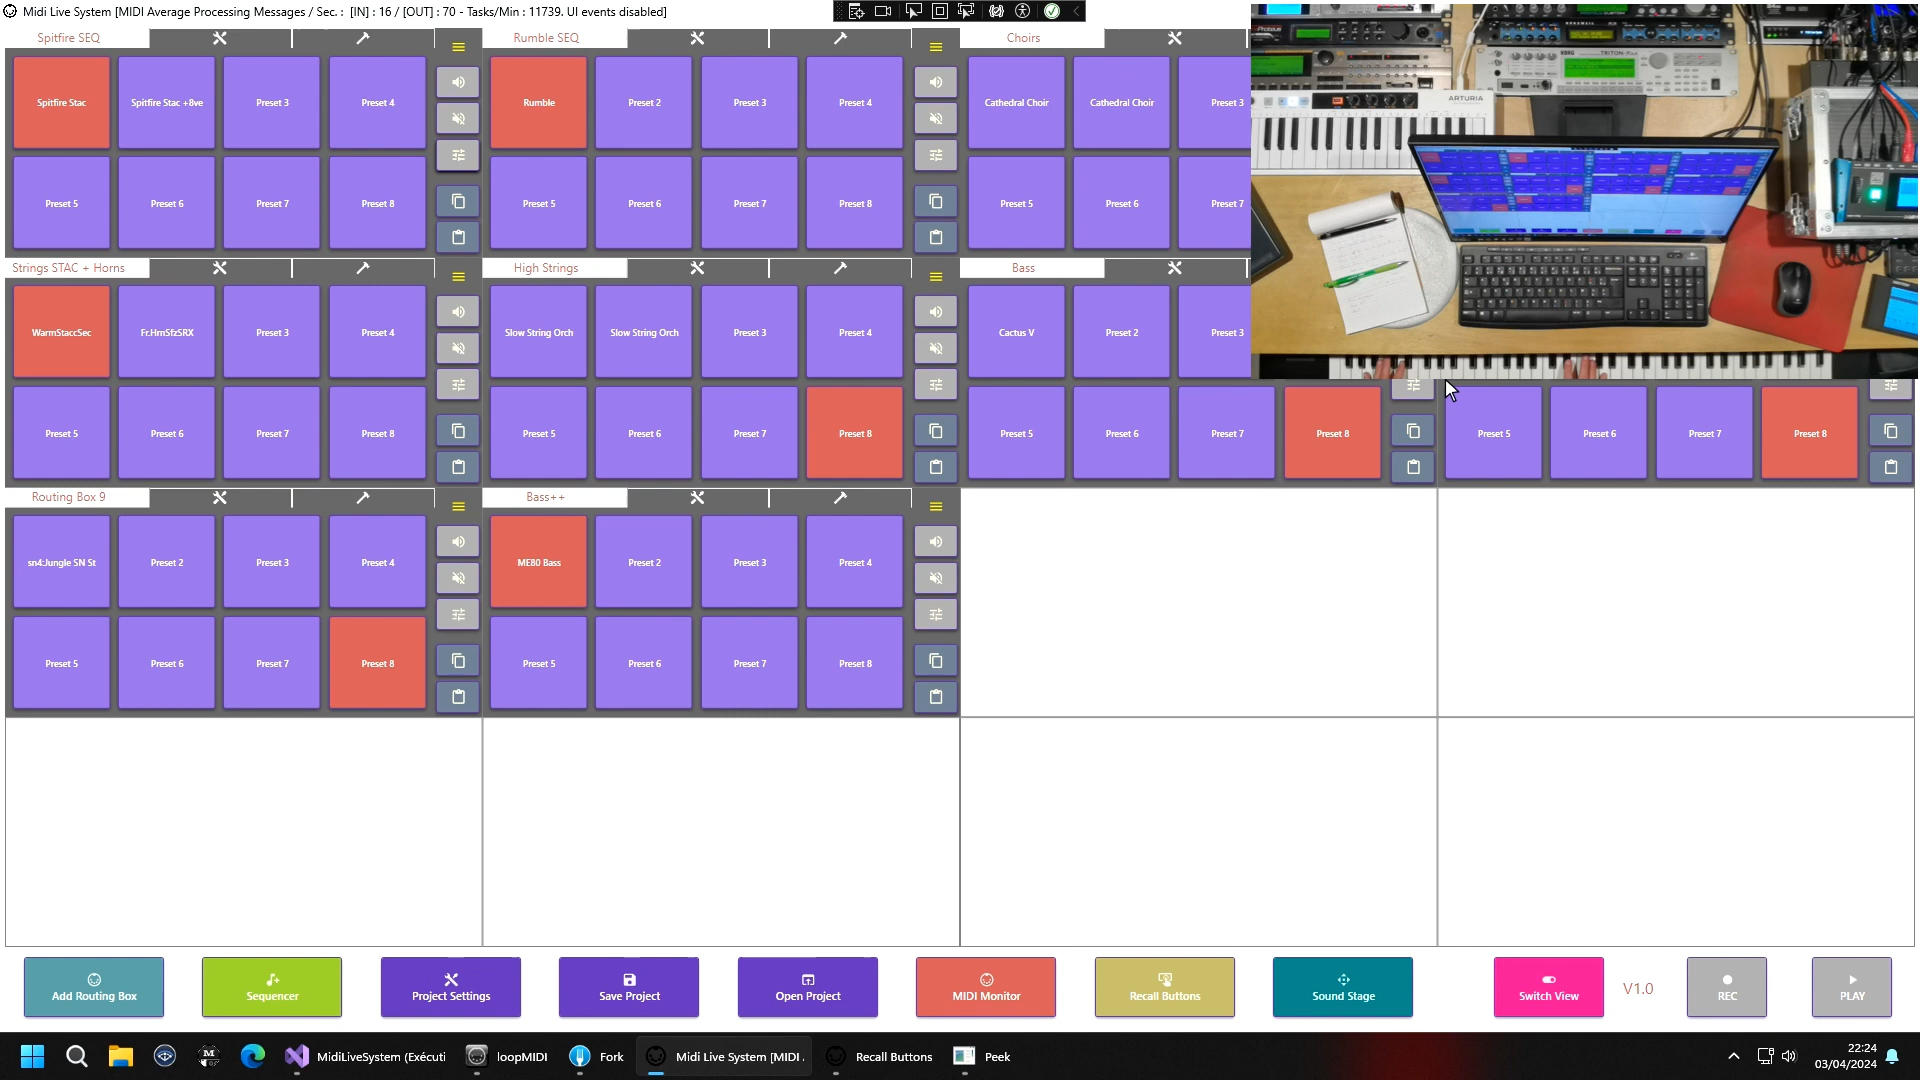 Midi Live System [MIDI Average Processing Messages / Sec. : [IN] : 16 / [OUT] : 70 - Tasks/Min : 11739. UI events disabled]
Spitfire SEQ
Rumble SEQ
Choirs
Spitfire Stac
Spitfire Stac +8ve
Preset 3
Preset 4
Rumble
Preset 2
Preset 3
Preset 4
Cathedral Choir
Cathedral Choir
Preset 3
Preset 5
Preset 6
Preset 7
Preset 8
Preset 5
Preset 6
Preset 7
Preset 8
Preset 5
Preset 6
Preset 7
ARTURIA
Strings STAC + Horns
High Strings
Bass
WarmStaccSec
Fr.HrnSfzSRX
Preset 3
Preset 4
Slow String Orch
Slow String Orch
Preset 3
Preset 4
Cactus V
Preset 2
Preset 3
Preset 5
Preset 6
Preset 7
Preset 8
Preset 5
Preset 6
Preset 7
Preset 8
Preset 5
Preset 6
Preset 7
Preset 8
Preset 5
Preset 6
Preset 7
Preset 8
Routing Box 9
Bass++
sn4:Jungle SN St
Preset 2
Preset 3
Preset 4
ME80 Bass
Preset 2
Preset 3
Preset 4
Preset 5
Preset 6
Preset 7
Preset 8
Preset 5
Preset 6
Preset 7
Preset 8
Add Routing Box
Sequencer
Project Settings
Save Project
Open Project
MIDI Monitor
Recall Buttons
Sound Stage
Switch View
V1.0
REC
PLAY
MidiLiveSystem (Exécuti
loopMIDI
Fork
Midi Live System [MIDI .
Recall Buttons
Peek
22:24
03/04/2024